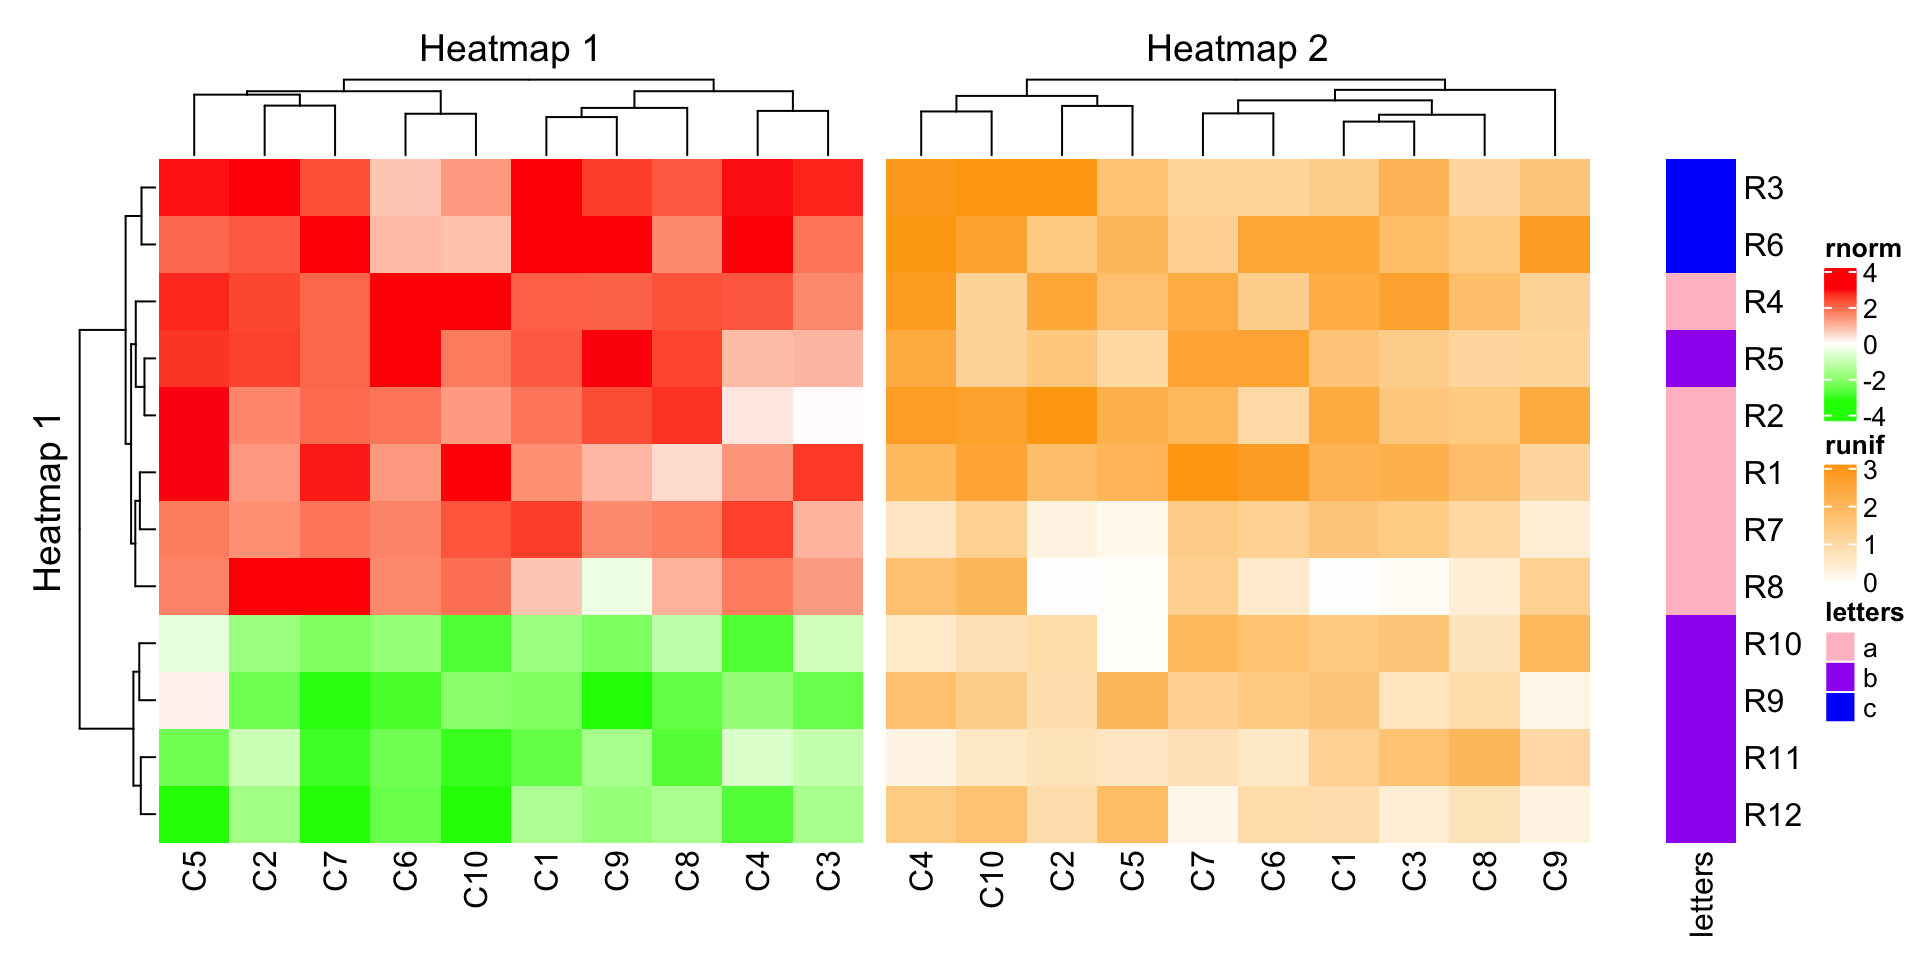 Heatmap 1
Heatmap 2
Heatmap 1
R3
R6
R4
R5
R2
R1
R7
R8
R10
R9
R11
R12
C5 C2 C7 C6 C10 C1 C9 C8 C4 C3
C4 C10 C2 C5 C7 C6 C1 C3 C8 C9
letters
rnorm
4
2
0
-2
-4
runif
3
2
1
0
letters
a
b
c